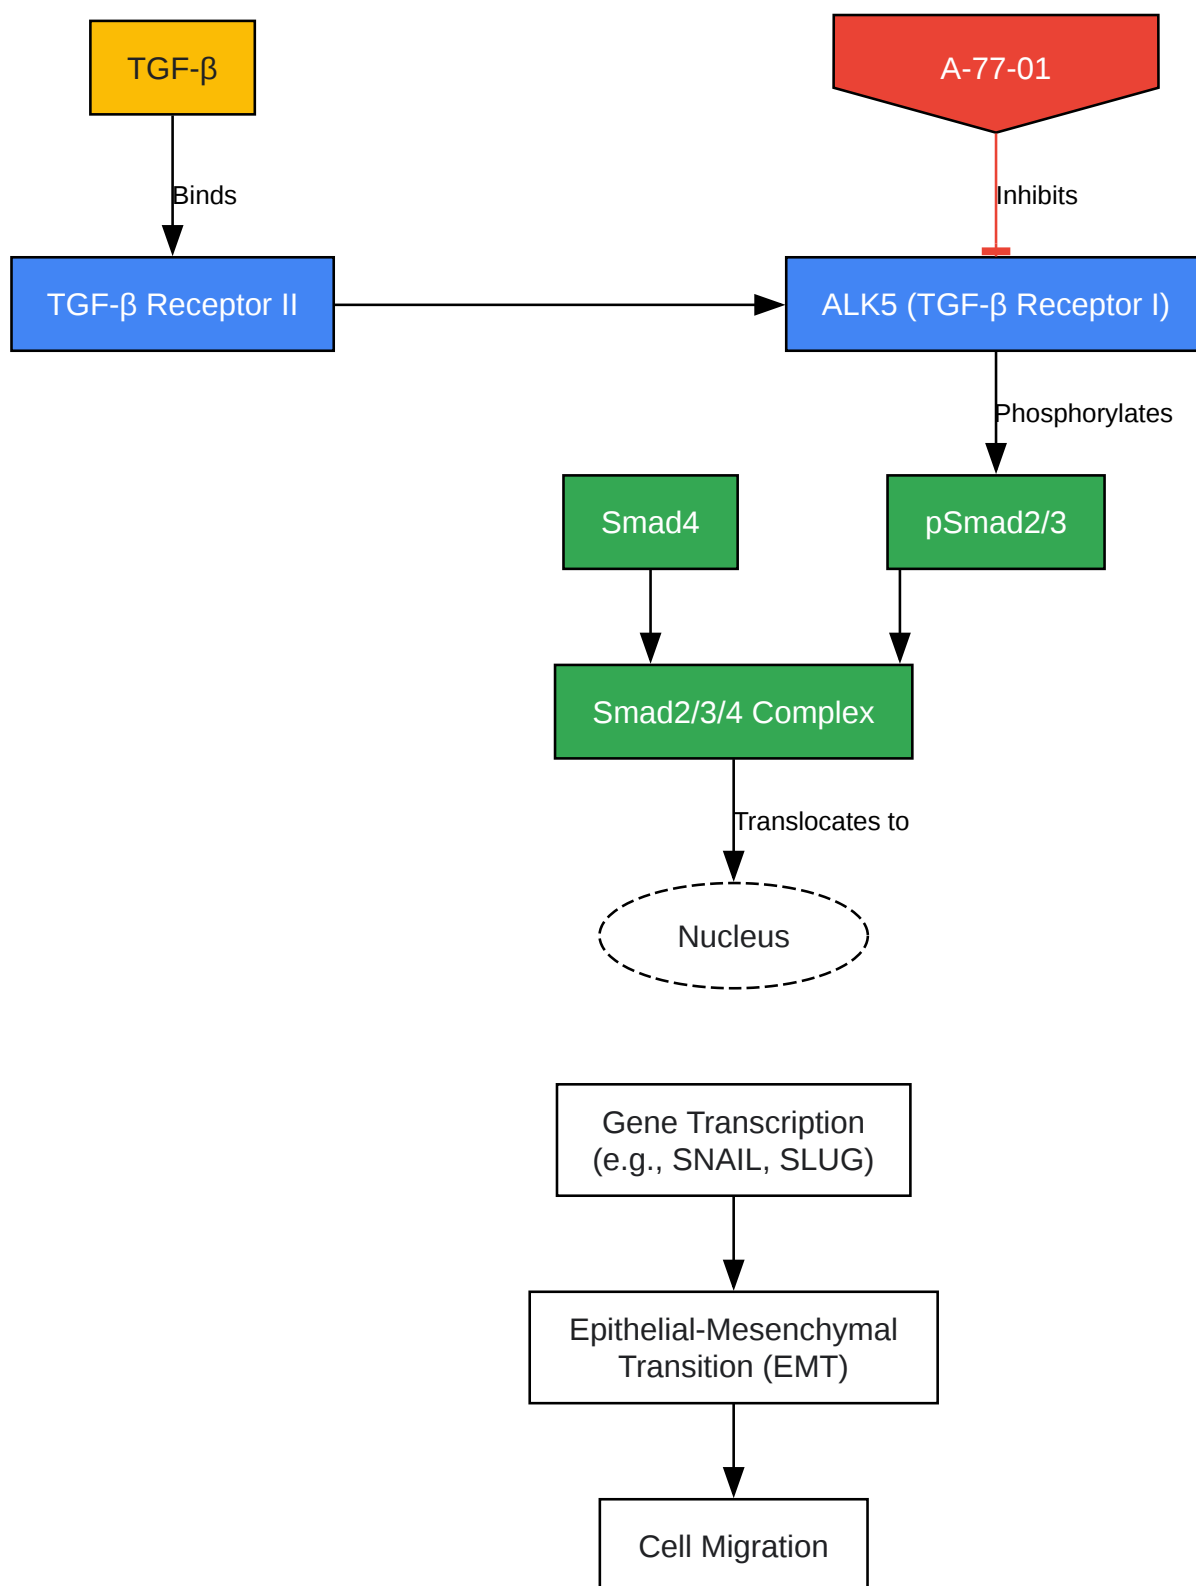 TGF-β
A-77-01
Binds
Inhibits
TGF-β Receptor II
ALK5 (TGF-β Receptor I)
Phosphorylates
Smad4
pSmad2/3
Smad2/3/4 Complex
Translocates to
Nucleus
Gene Transcription
(e.g., SNAIL, SLUG)
Epithelial-Mesenchymal
Transition (EMT)
Cell Migration